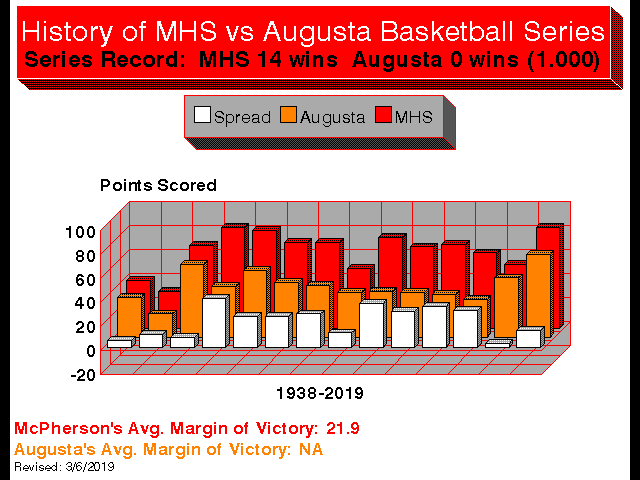 History of MHS vs Augusta Basketball Series
Series Record: MHS 14 wins Augusta 0 wins (1.000)
Spread Augusta MHS
Points Scored
100
80
60
40
20
0
-20
1938-2019
McPherson's Avg. Margin of Victory: 21.9
Augusta's Avg. Margin of Victory: NA
Revised: 3/6/2019